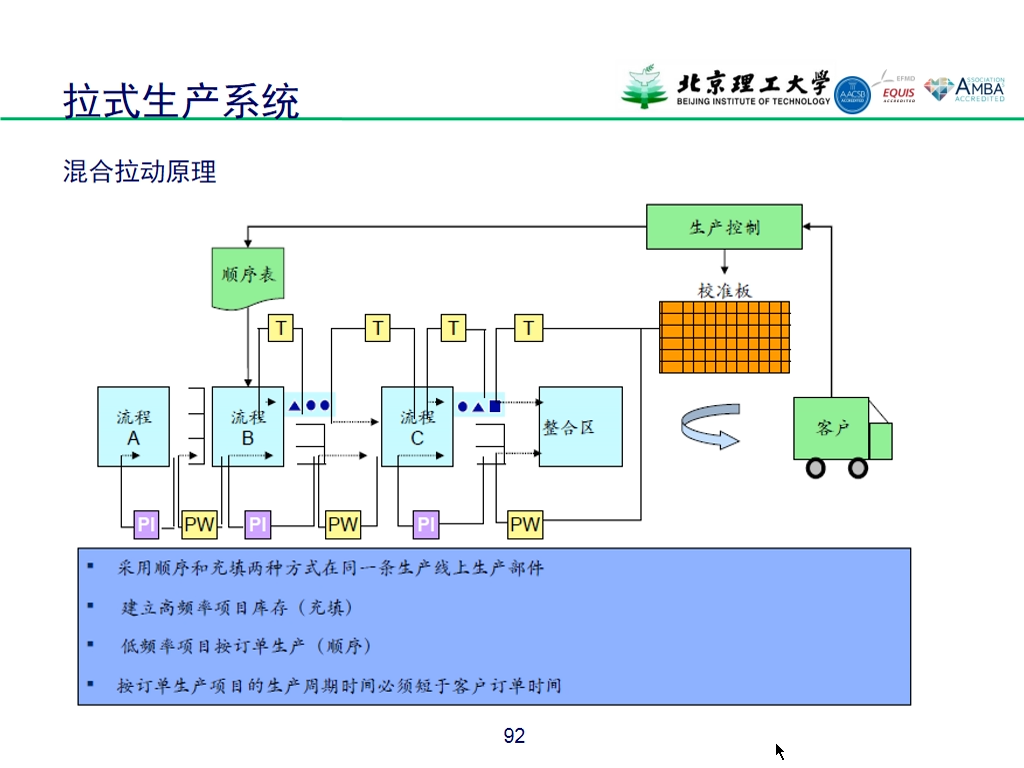 拉式生产系统
北京理工大学
BEIJING INSTITUTE OF TECHNOLOGY
AACSB
ACCREDITED
EFMD
EQUIS
ACCREDITED
ASSOCIATION
AMBA
ACCREDITED
混合拉动原理
生产控制
顺序表
校准板
T
T
T
T
流程
A
流程
B
流程
C
整合区
客户
PI
PW
PI
PW
PI
PW
▪ 采用顺序和充填两种方式在同一条生产线上生产部件
▪ 建立高频率项目库存（充填）
▪ 低频率项目按订单生产（顺序）
▪ 按订单生产项目的生产周期时间必须短于客户订单时间
92